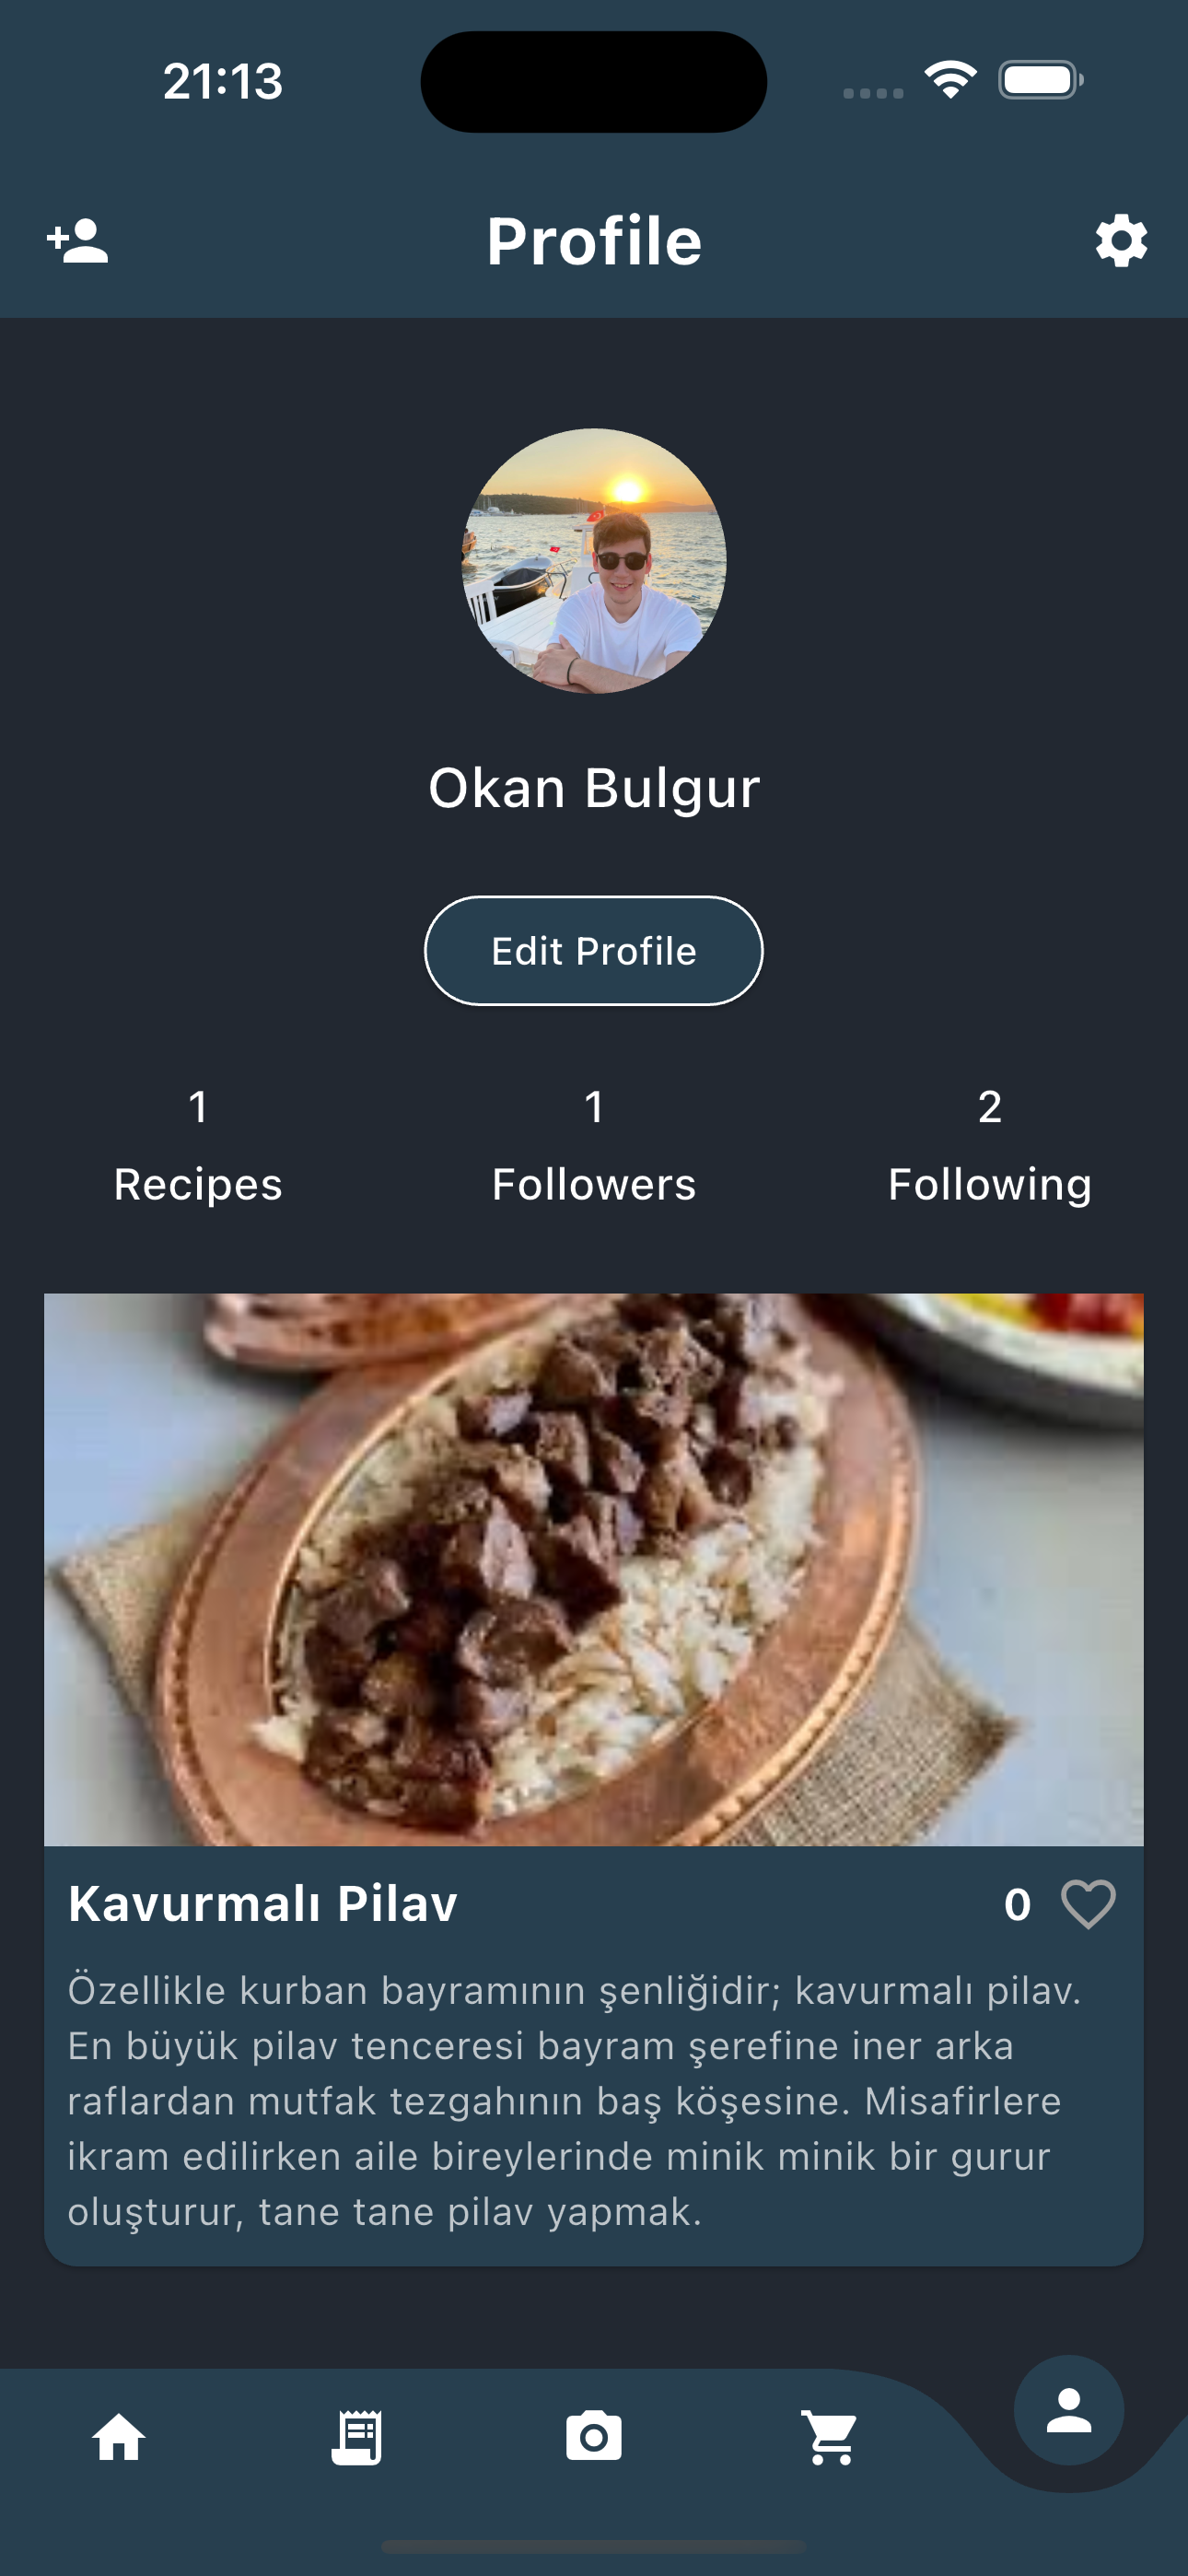 21:13
Profile
Okan Bulgur
Edit Profile
1 1 2
Recipes Followers Following
Kavurmalı Pilav 0
Özellikle kurban bayramının şenliğidir; kavurmalı pilav.
En büyük pilav tenceresi bayram şerefine iner arka
raflardan mutfak tezgahının baş köşesine. Misafirlere
ikram edilirken aile bireylerinde minik minik bir gurur
oluşturur, tane tane pilav yapmak.